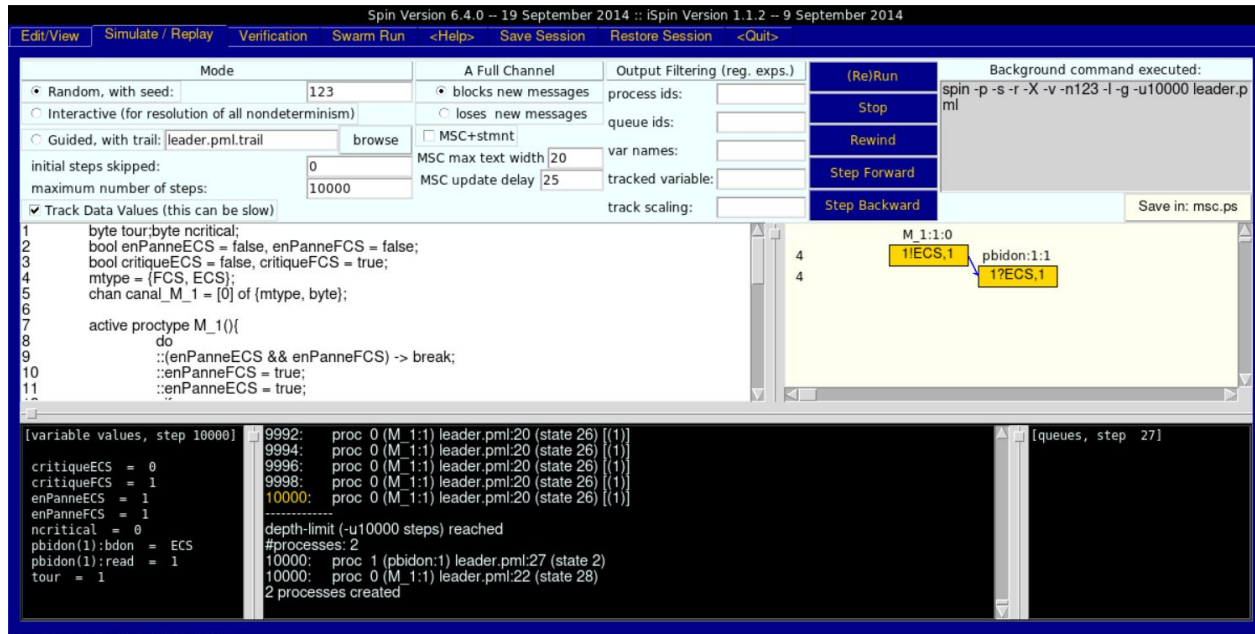 Spin Version 6.4.0 -- 19 September 2014 :: iSpin Version 1.1.2 -- 9 September 2014
Edit/View Simulate / Replay Verification Swarm Run <Help> Save Session Restore Session <Quit>
Mode
Random, with seed: 123
Interactive (for resolution of all nondeterminism)
Guided, with trail: leader.pml.trail browse
initial steps skipped: 0
maximum number of steps: 10000
Track Data Values (this can be slow)
A Full Channel
blocks new messages
loses new messages
MSC+stmnt
MSC max text width 20
MSC update delay 25
Output Filtering (reg. exps.)
process ids:
queue ids:
var names:
tracked variable:
track scaling:
(Re)Run
Stop
Rewind
Step Forward
Step Backward
Background command executed:
spin -p -s -r -X -v -n123 -l -g -u10000 leader.p
ml
Save in: msc.ps
1 byte tour;byte ncritical;
2 bool enPanneECS = false, enPanneFCS = false;
3 bool critiqueECS = false, critiqueFCS = true;
4 mtype = {FCS, ECS};
5 chan canal_M_1 = [0] of {mtype, byte};
6
7 active proctype M_1(){
8 do
9 ::(enPanneECS && enPanneFCS) -> break;
10 ::enPanneFCS = true;
11 ::enPanneECS = true;
M_1:1:0
4 1!ECS,1 pbidon:1:1
4 1?ECS,1
[variable values, step 10000]
critiqueECS = 0
critiqueFCS = 1
enPanneECS = 1
enPanneFCS = 1
ncritical = 0
pbidon(1):bdon = ECS
pbidon(1):read = 1
tour = 1
9992: proc 0 (M_1:1) leader.pml:20 (state 26) [(1)]
9994: proc 0 (M_1:1) leader.pml:20 (state 26) [(1)]
9996: proc 0 (M_1:1) leader.pml:20 (state 26) [(1)]
9998: proc 0 (M_1:1) leader.pml:20 (state 26) [(1)]
10000: proc 0 (M_1:1) leader.pml:20 (state 26) [(1)]
-------------
depth-limit (-u10000 steps) reached
#processes: 2
10000: proc 1 (pbidon:1) leader.pml:27 (state 2)
10000: proc 0 (M_1:1) leader.pml:22 (state 28)
2 processes created
[queues, step 27]